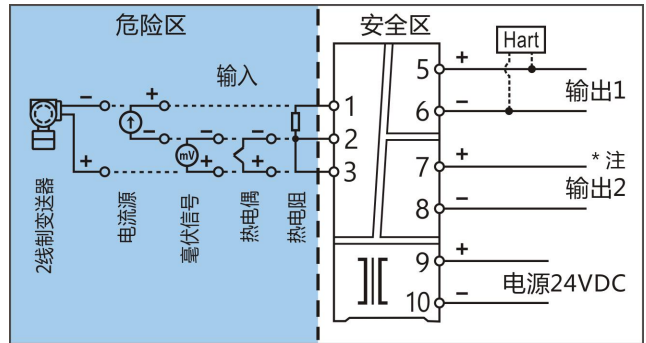 危险区
安全区
输入
Hart
− + 1 5 +
− − − 2 6 −
+ mV + + 3
输出1
7 + *注
8 − 输出2
9 +
10 − 电源24VDC
2线制变送器
电流源
毫伏信号
热电偶
热电阻